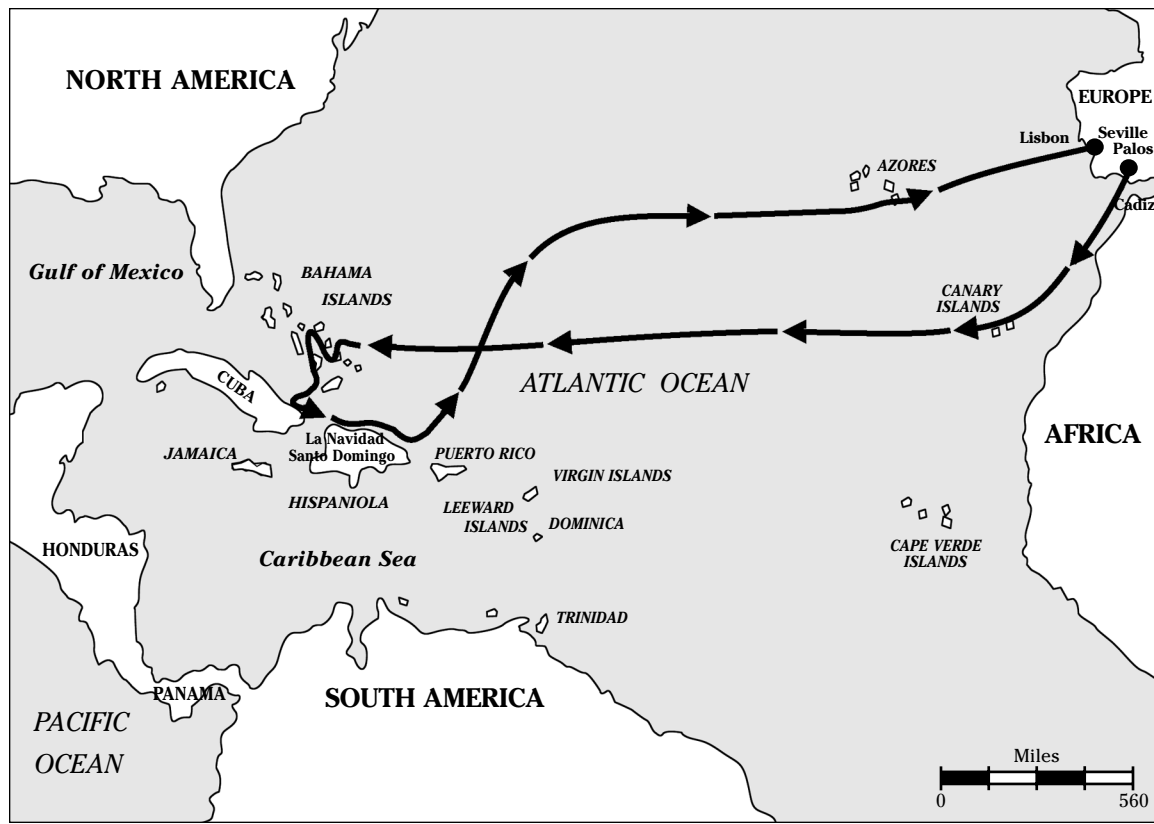 NORTH AMERICA
EUROPE
Lisbon
Seville
Palos
AZORES
Cadiz
Gulf of Mexico
BAHAMA
ISLANDS
CANARY
ISLANDS
CUBA
ATLANTIC OCEAN
AFRICA
La Navidad
Santo Domingo
JAMAICA
PUERTO RICO
HISPANIOLA
VIRGIN ISLANDS
LEEWARD
ISLANDS
DOMINICA
HONDURAS
Caribbean Sea
CAPE VERDE
ISLANDS
TRINIDAD
PANAMA
SOUTH AMERICA
PACIFIC
OCEAN
Miles
0 560